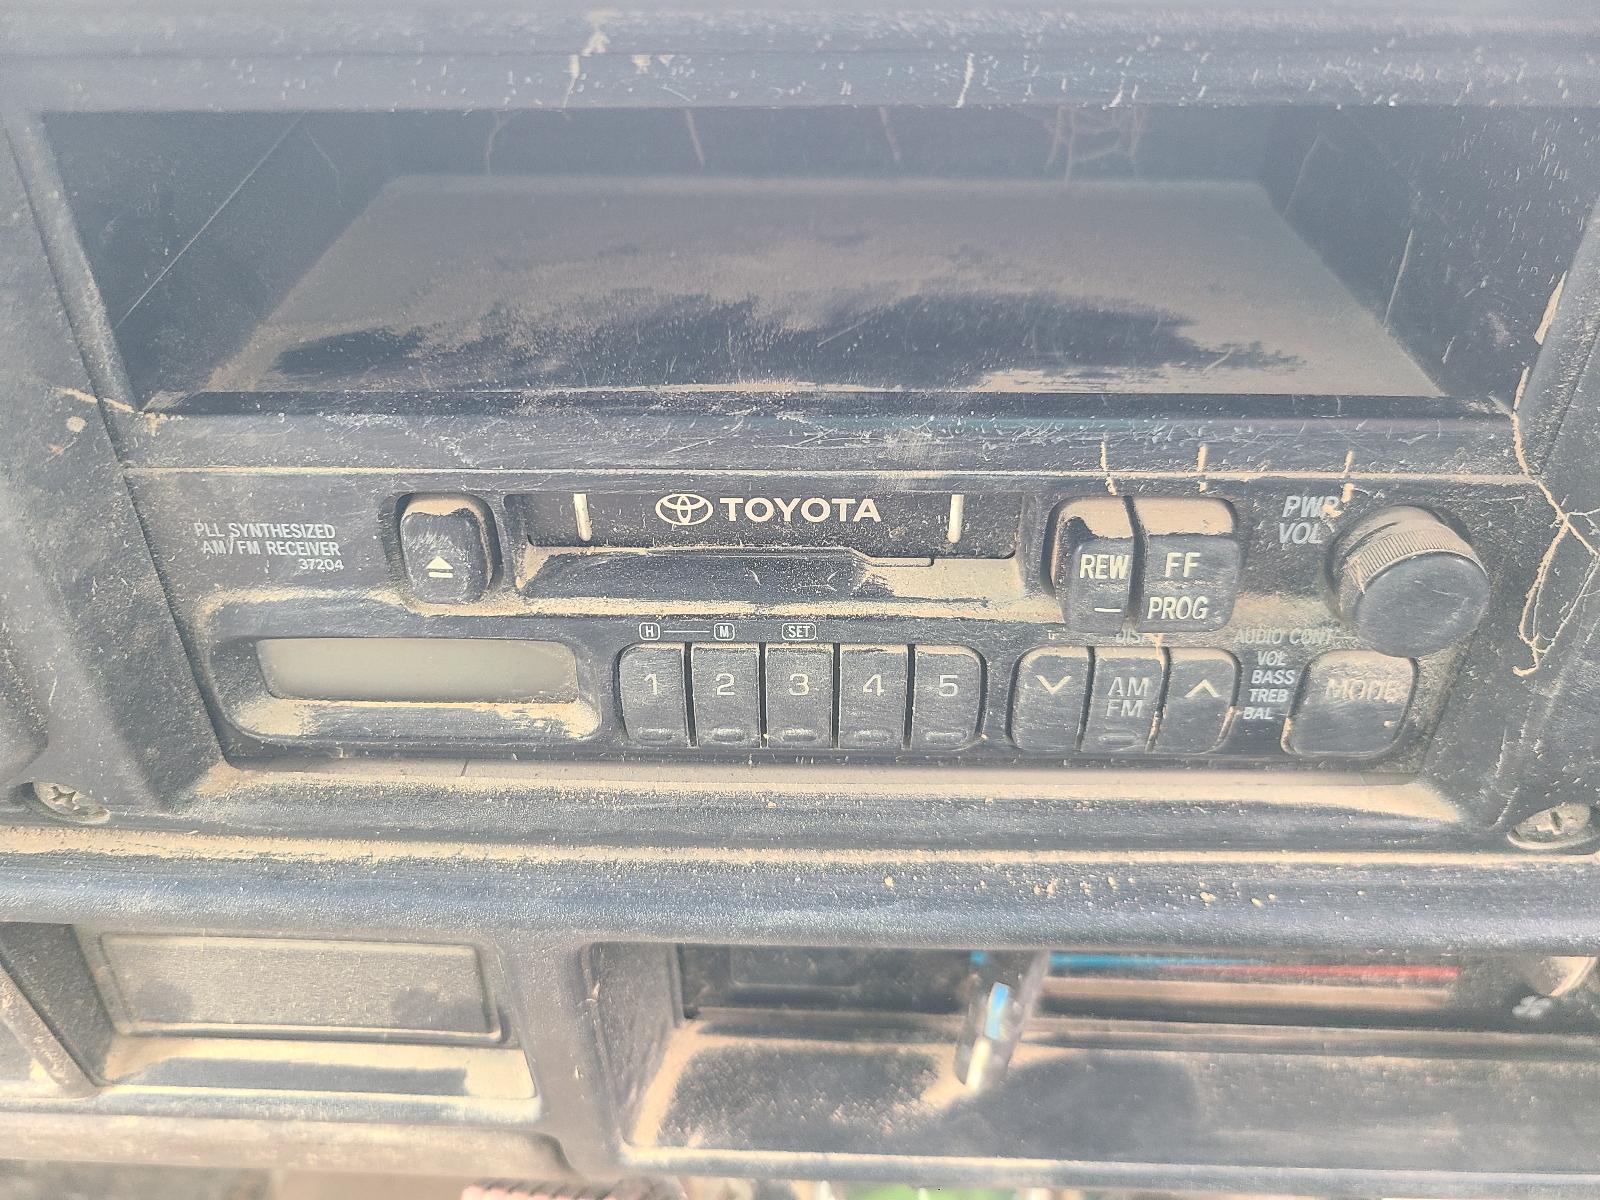 TOYOTA
PLL SYNTHESIZED
AM/FM RECEIVER
37204
REW
FF
PROG
PWR
VOL
H M SET
1 2 3 4 5
AM
FM
AUDIO CONT
VOL
BASS
TREB
BAL
MODE